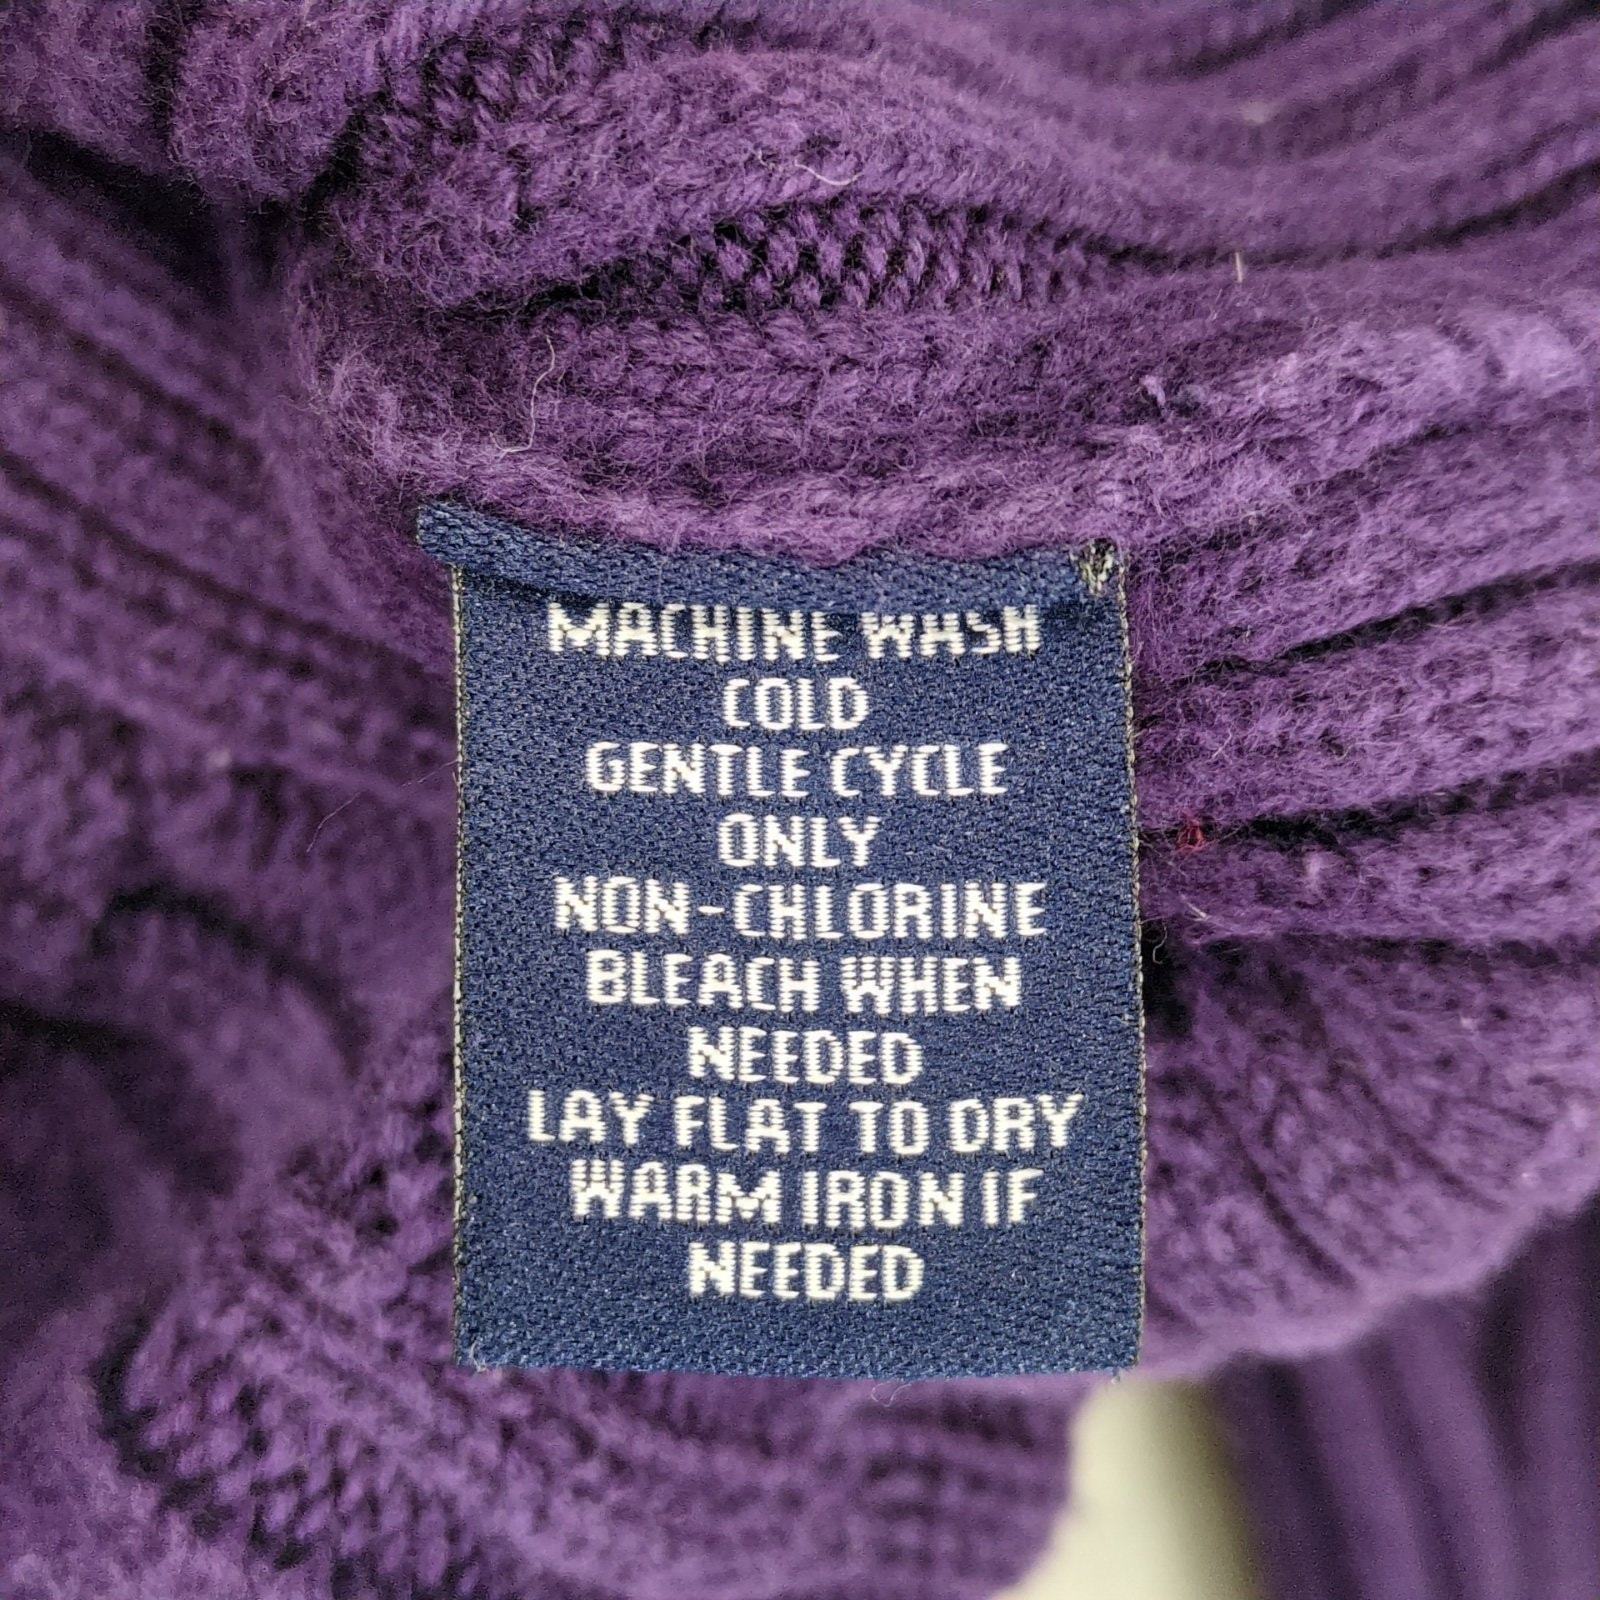 MACHINE WASH
COLD
GENTLE CYCLE
ONLY
NON-CHLORINE
BLEACH WHEN
NEEDED
LAY FLAT TO DRY
WARM IRON IF
NEEDED